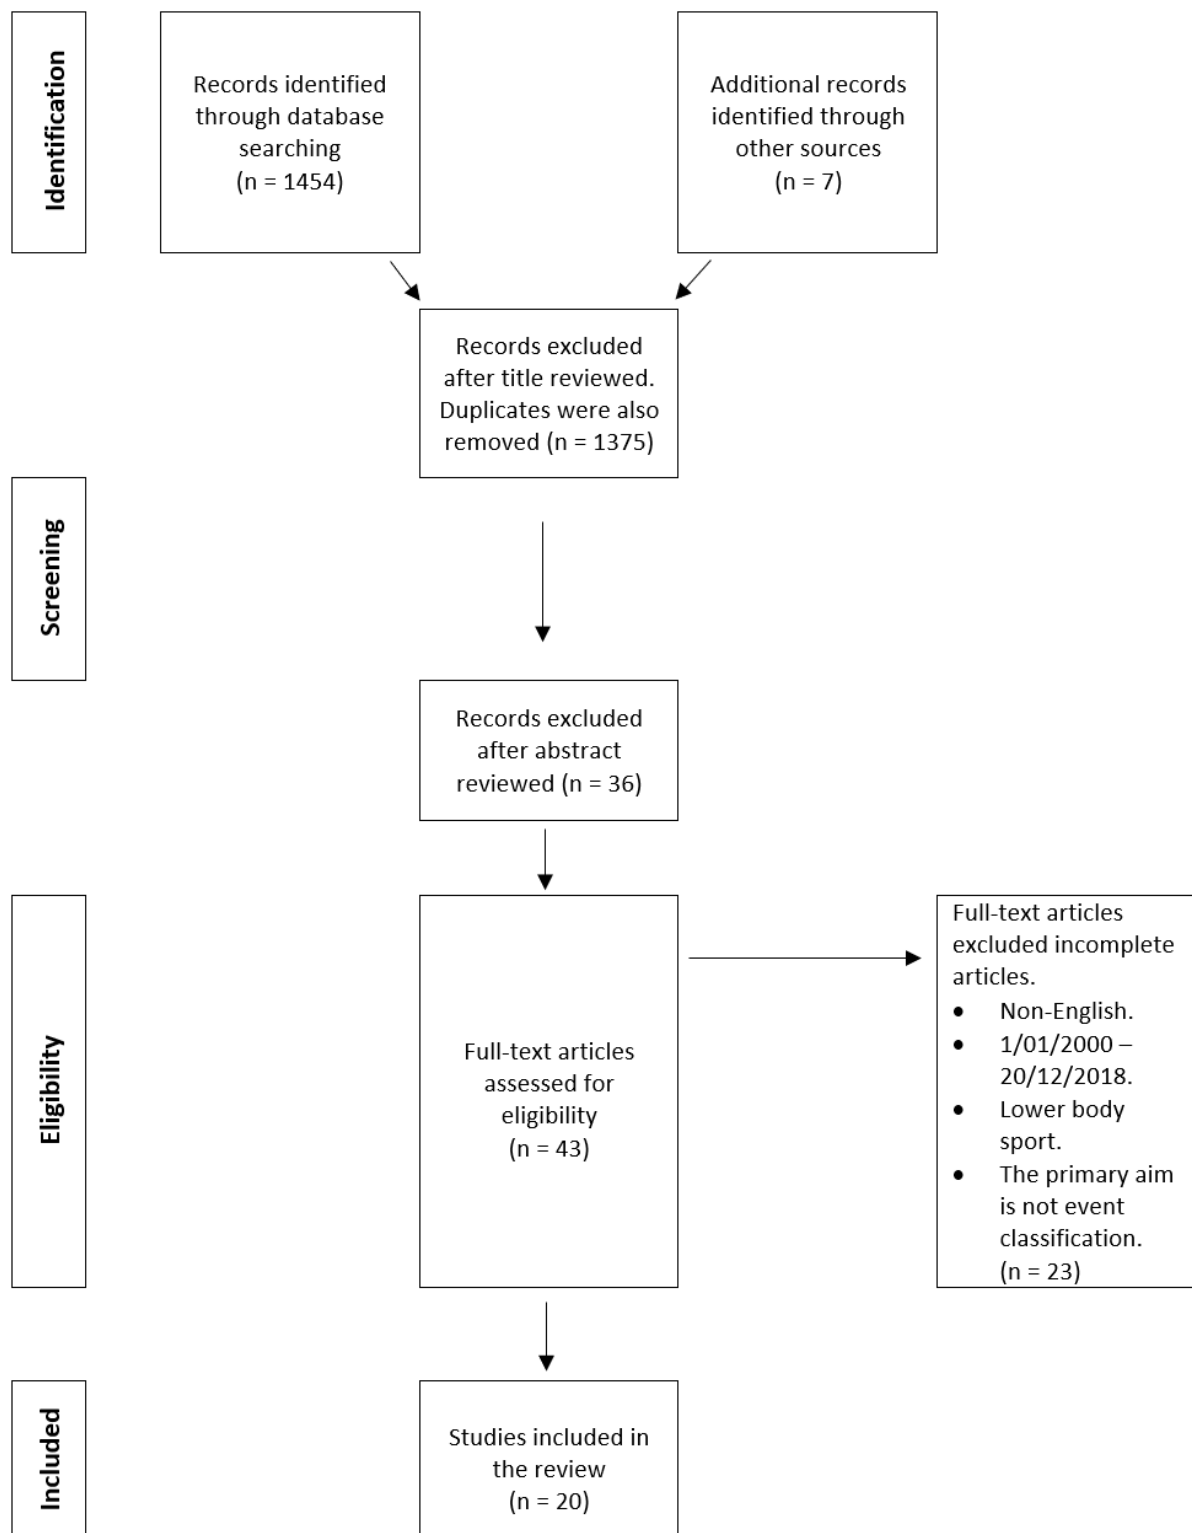 Identification
Records identified
through database
searching
(n = 1454)
Additional records
identified through
other sources
(n = 7)
Records excluded
after title reviewed.
Duplicates were also
removed (n = 1375)
Screening
Records excluded
after abstract
reviewed (n = 36)
Eligibility
Full-text articles
assessed for
eligibility
(n = 43)
Full-text articles
excluded incomplete
articles.
• Non-English.
• 1/01/2000 –
20/12/2018.
• Lower body
sport.
• The primary aim
is not event
classification.
(n = 23)
Included
Studies included in
the review
(n = 20)